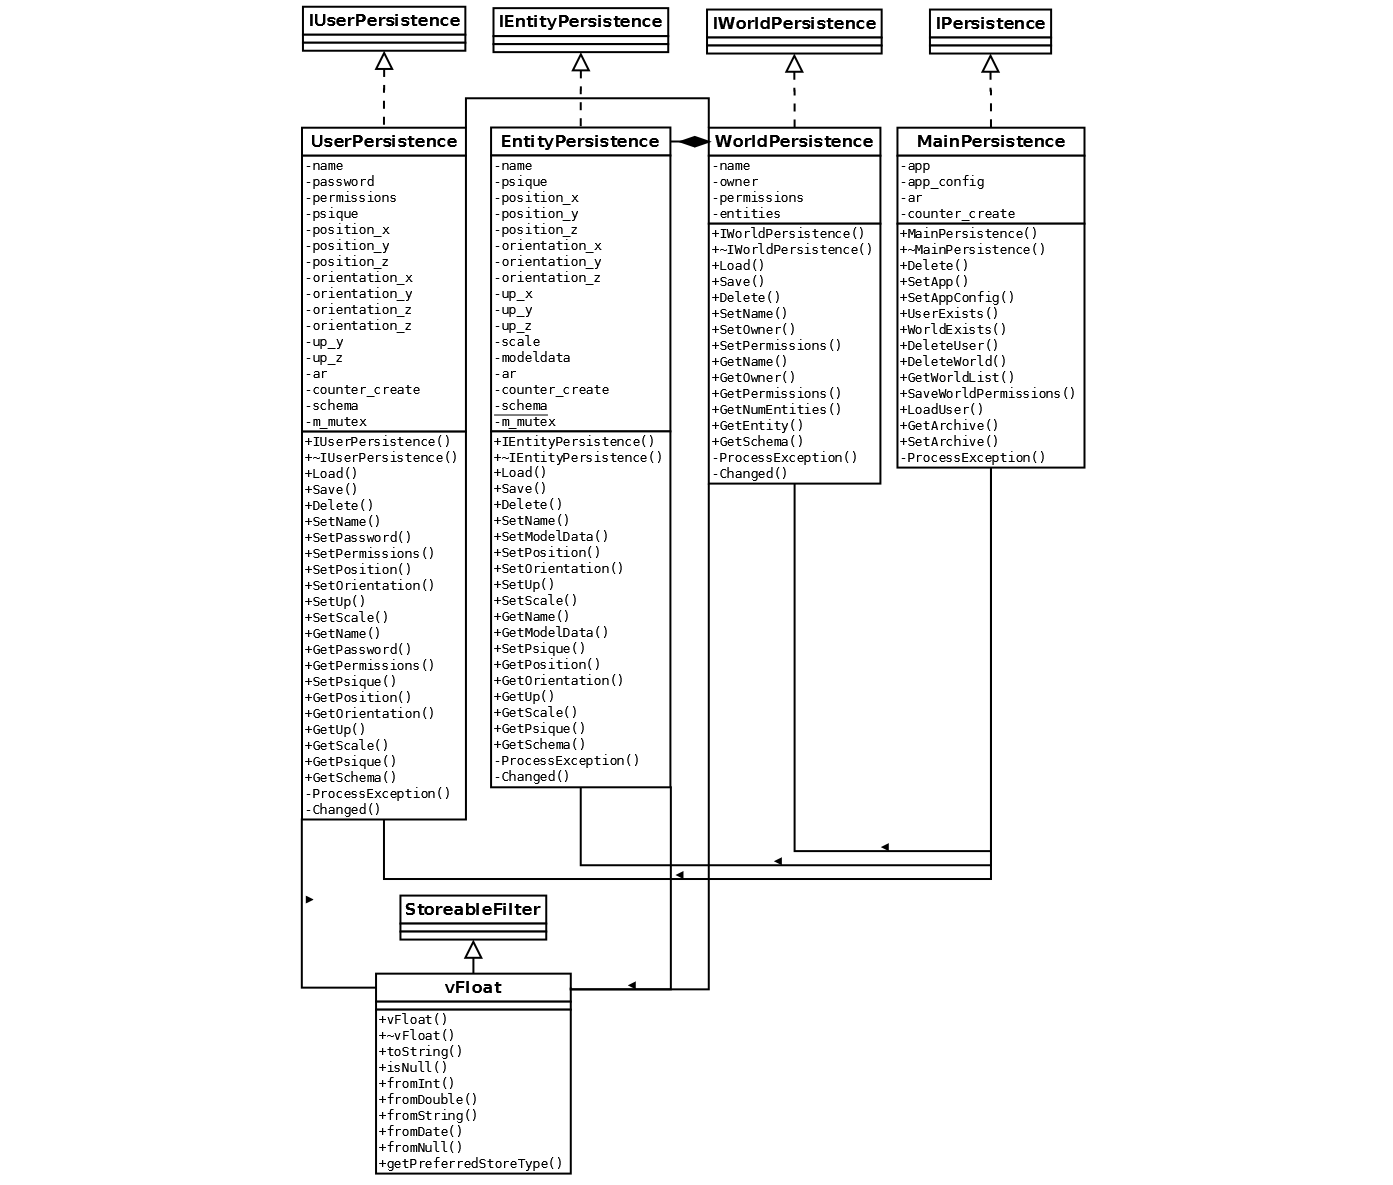 IUserPersistence
IEntityPersistence
IWorldPersistence
IPersistence
UserPersistence
-name
-password
-permissions
-psique
-position_x
-position_y
-position_z
-orientation_x
-orientation_y
-orientation_z
-orientation_z
-up_y
-up_z
-ar
-counter_create
-schema
-m_mutex
+IUserPersistence()
+~IUserPersistence()
+Load()
+Save()
+Delete()
+SetName()
+SetPassword()
+SetPermissions()
+SetPosition()
+SetOrientation()
+SetUp()
+SetScale()
+GetName()
+GetPassword()
+GetPermissions()
+SetPsique()
+GetPosition()
+GetOrientation()
+GetUp()
+GetScale()
+GetPsique()
+GetSchema()
-ProcessException()
-Changed()
EntityPersistence
-name
-psique
-position_x
-position_y
-position_z
-orientation_x
-orientation_y
-orientation_z
-up_x
-up_y
-up_z
-scale
-modeldata
-ar
-counter_create
-schema
-m_mutex
+IEntityPersistence()
+~IEntityPersistence()
+Load()
+Save()
+Delete()
+SetName()
+SetModelData()
+SetPosition()
+SetOrientation()
+SetUp()
+SetScale()
+GetName()
+GetModelData()
+SetPsique()
+GetPosition()
+GetOrientation()
+GetUp()
+GetScale()
+GetPsique()
+GetSchema()
-ProcessException()
-Changed()
WorldPersistence
-name
-owner
-permissions
-entities
+IWorldPersistence()
+~IWorldPersistence()
+Load()
+Save()
+Delete()
+SetName()
+SetOwner()
+SetPermissions()
+GetName()
+GetOwner()
+GetPermissions()
+GetNumEntities()
+GetEntity()
+GetSchema()
-ProcessException()
-Changed()
MainPersistence
-app
-app_config
-ar
-counter_create
+MainPersistence()
+~MainPersistence()
+Delete()
+SetApp()
+SetAppConfig()
+UserExists()
+WorldExists()
+DeleteUser()
+DeleteWorld()
+GetWorldList()
+SaveWorldPermissions()
+LoadUser()
+GetArchive()
+SetArchive()
-ProcessException()
StoreableFilter
vFloat
+vFloat()
+~vFloat()
+toString()
+isNull()
+fromInt()
+fromDouble()
+fromString()
+fromDate()
+fromNull()
+getPreferredStoreType()